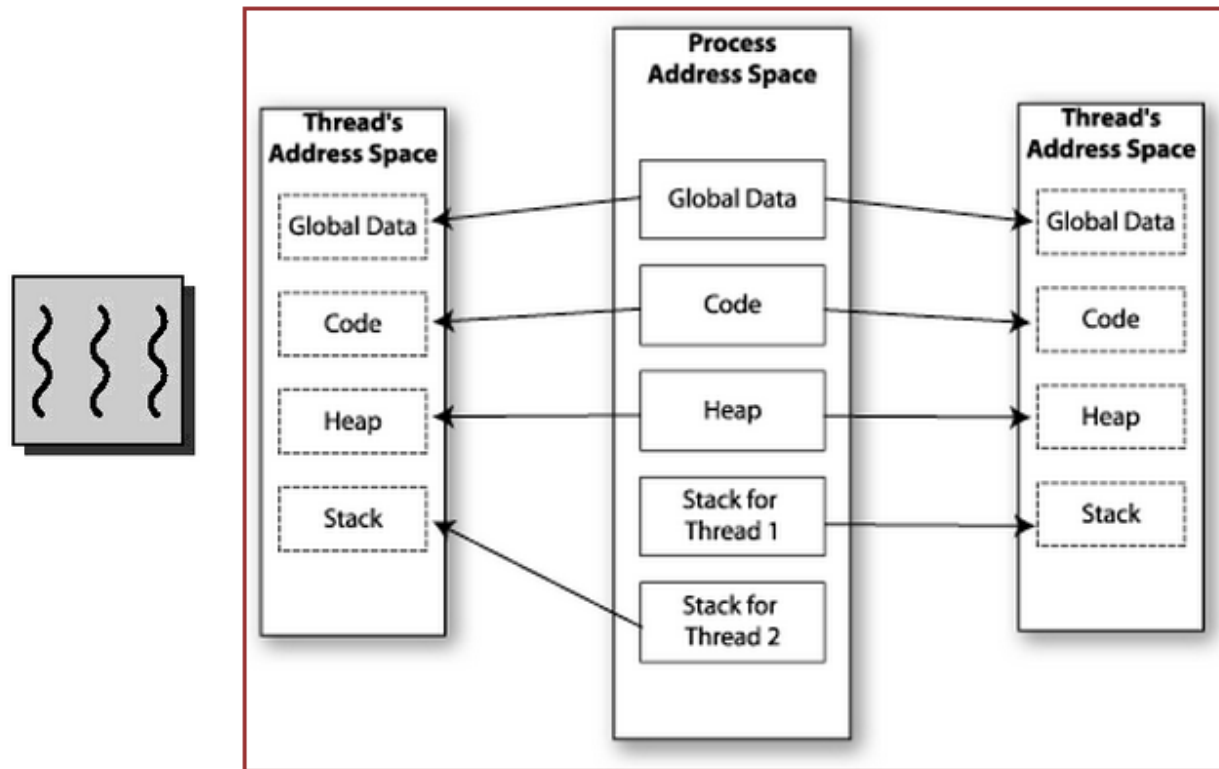 Thread's
Address Space
Global Data
Code
Heap
Stack
Process
Address Space
Global Data
Code
Heap
Stack for
Thread 1
Stack for
Thread 2
Thread's
Address Space
Global Data
Code
Heap
Stack